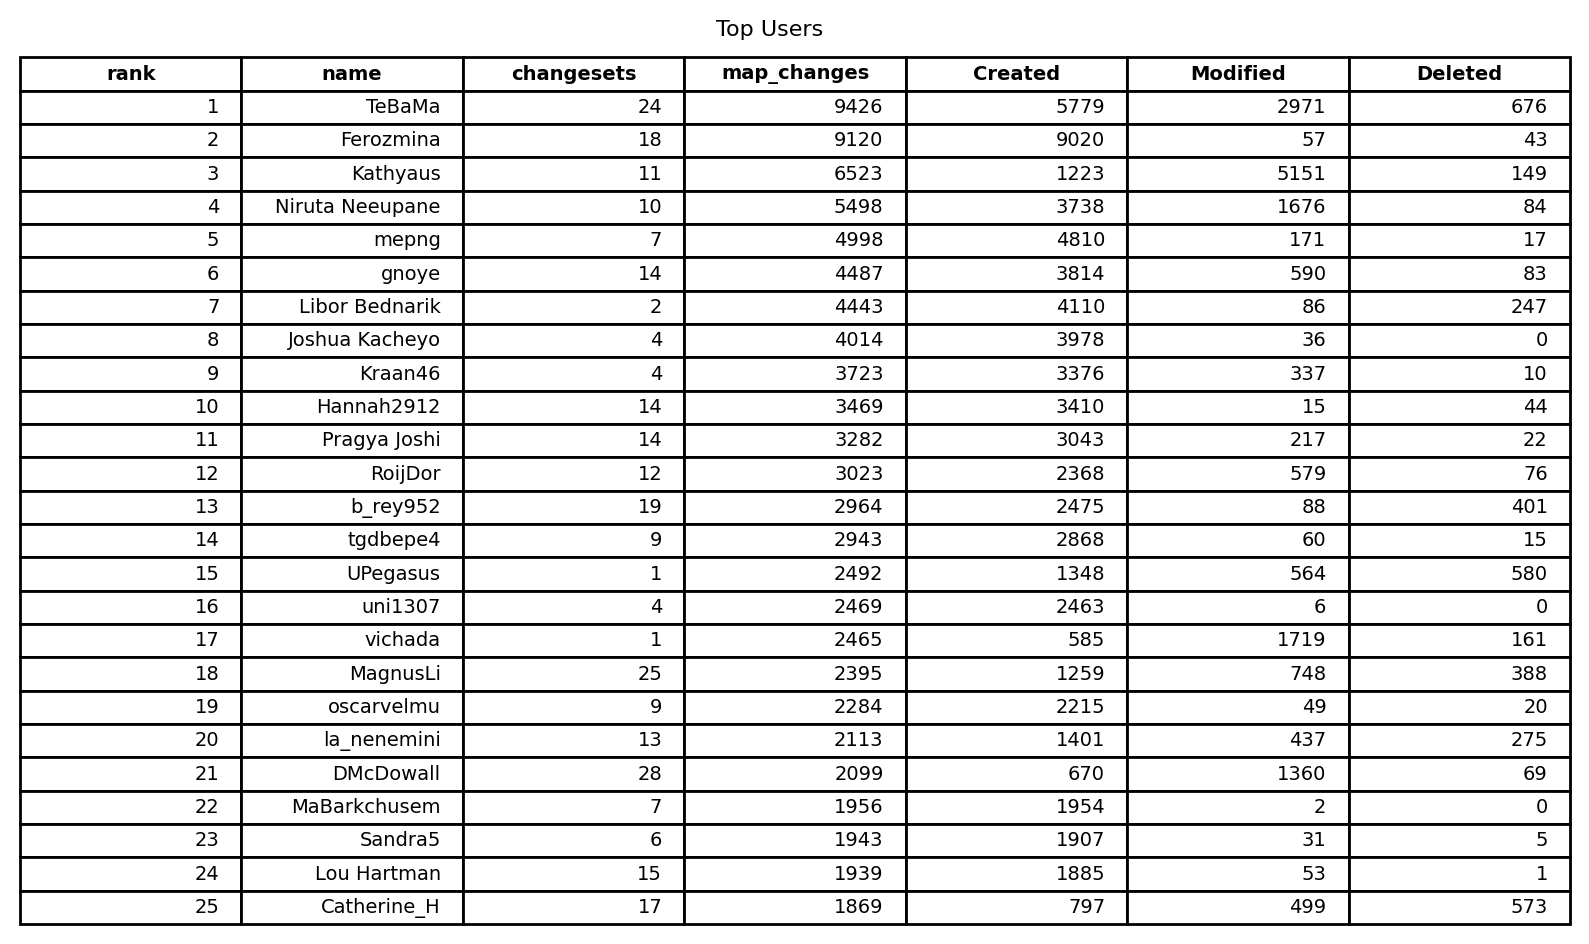 Top Users
rank name changesets map_changes Created Modified Deleted
1 TeBaMa 24 9426 5779 2971 676
2 Ferozmina 18 9120 9020 57 43
3 Kathyaus 11 6523 1223 5151 149
4 Niruta Neeupane 10 5498 3738 1676 84
5 mepng 7 4998 4810 171 17
6 gnoye 14 4487 3814 590 83
7 Libor Bednarik 2 4443 4110 86 247
8 Joshua Kacheyo 4 4014 3978 36 0
9 Kraan46 4 3723 3376 337 10
10 Hannah2912 14 3469 3410 15 44
11 Pragya Joshi 14 3282 3043 217 22
12 RoijDor 12 3023 2368 579 76
13 b_rey952 19 2964 2475 88 401
14 tgdbepe4 9 2943 2868 60 15
15 UPegasus 1 2492 1348 564 580
16 uni1307 4 2469 2463 6 0
17 vichada 1 2465 585 1719 161
18 MagnusLi 25 2395 1259 748 388
19 oscarvelmu 9 2284 2215 49 20
20 la_nenemini 13 2113 1401 437 275
21 DMcDowall 28 2099 670 1360 69
22 MaBarkchusem 7 1956 1954 2 0
23 Sandra5 6 1943 1907 31 5
24 Lou Hartman 15 1939 1885 53 1
25 Catherine_H 17 1869 797 499 573